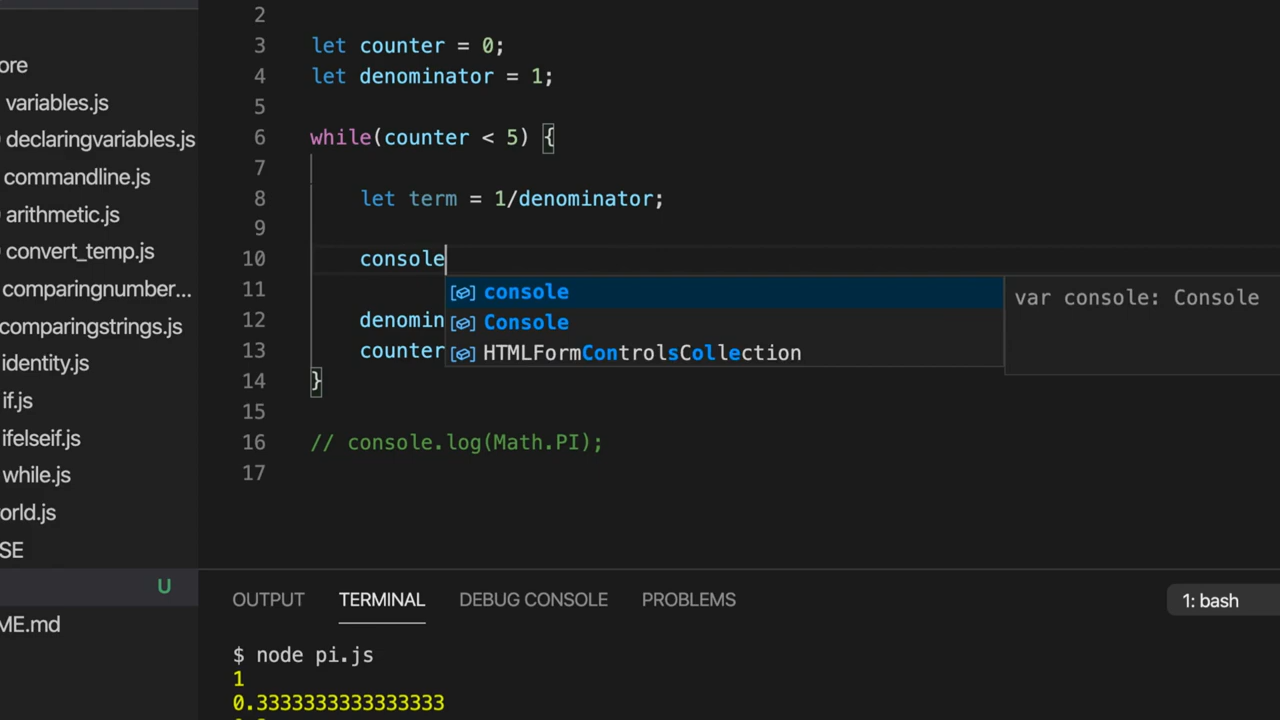 ore
variables.js
declaringvariables.js
commandline.js
arithmetic.js
convert_temp.js
comparingnumber...
comparingstrings.js
identity.js
if.js
ifelseif.js
while.js
orld.js
SE
U
ME.md
2
3 let counter = 0;
4 let denominator = 1;
5
6 while(counter < 5) {
7
8 let term = 1/denominator;
9
10 console
11
12 denomin
13 counter
14 }
15
16 // console.log(Math.PI);
17
console
Console
HTMLFormControlsCollection
var console: Console
OUTPUT TERMINAL DEBUG CONSOLE PROBLEMS 1: bash
$ node pi.js
1
0.3333333333333333